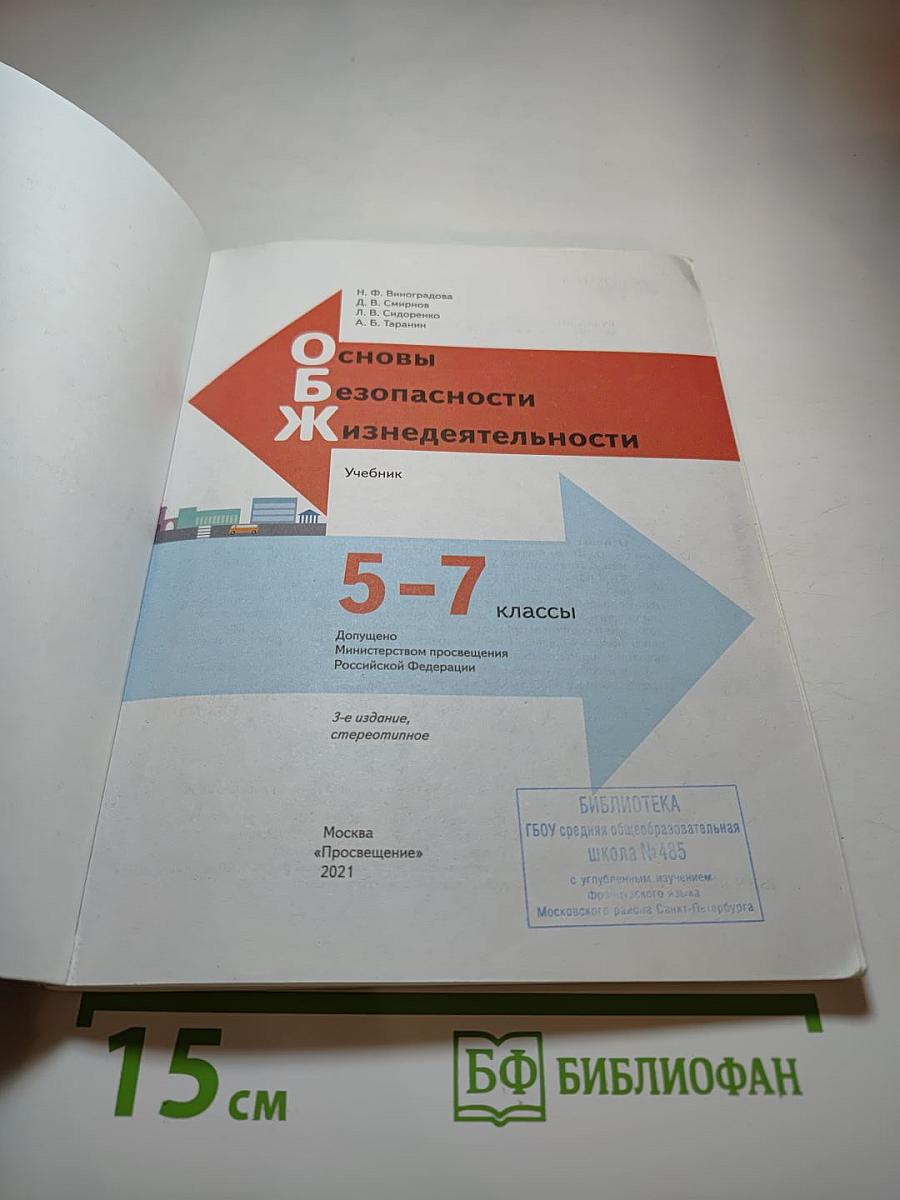 Н. Ф. Виноградова
Д. В. Смирнов
Л. В. Сидоренко
А. Б. Таранин
Основы
Безопасности
Жизнедеятельности
Учебник
5–7 классы
Допущено
Министерством просвещения
Российской Федерации
3-е издание,
стереотипное
Москва
«Просвещение»
2021
БИБЛИОТЕКА
ГБОУ средняя общеобразовательная
школа №485
с углубленным изучением
французского языка
Московского района Санкт-Петербурга
15 см
БФ БИБЛИОФАН